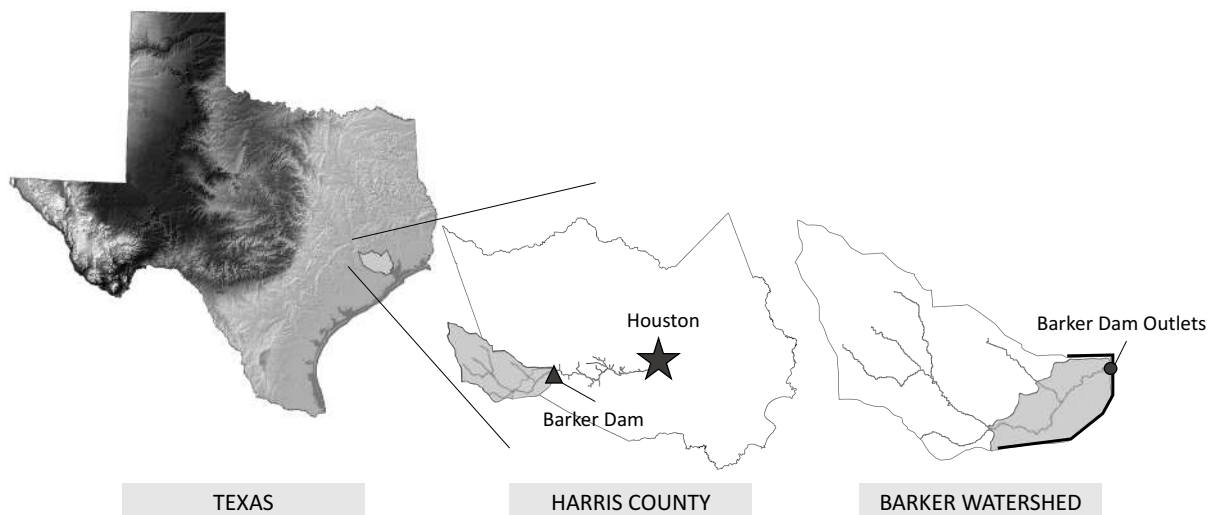 Houston
Barker Dam Outlets
Barker Dam
TEXAS
HARRIS COUNTY
BARKER WATERSHED